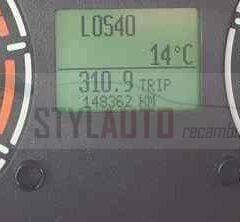 LOS40
14°C
310.9 TRIP
148362 KM
STYLAUTO recambios